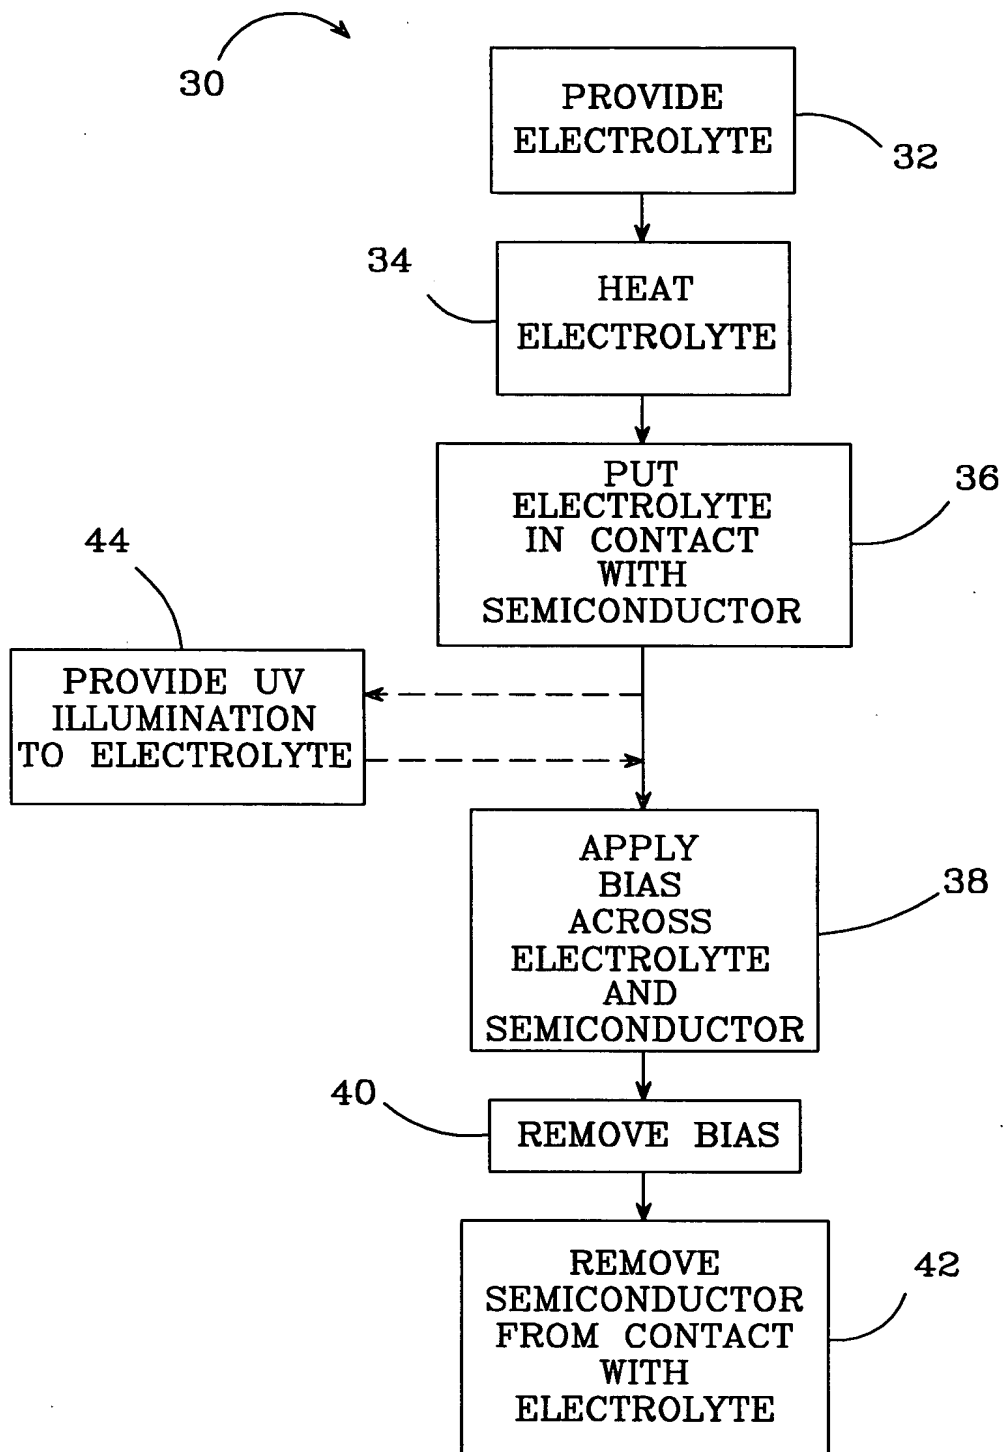 30
PROVIDE
ELECTROLYTE
32
34
HEAT
ELECTROLYTE
PUT
ELECTROLYTE
IN CONTACT
WITH
SEMICONDUCTOR
36
44
PROVIDE UV
ILLUMINATION
TO ELECTROLYTE
APPLY
BIAS
ACROSS
ELECTROLYTE
AND
SEMICONDUCTOR
38
40
REMOVE BIAS
REMOVE
SEMICONDUCTOR
FROM CONTACT
WITH
ELECTROLYTE
42